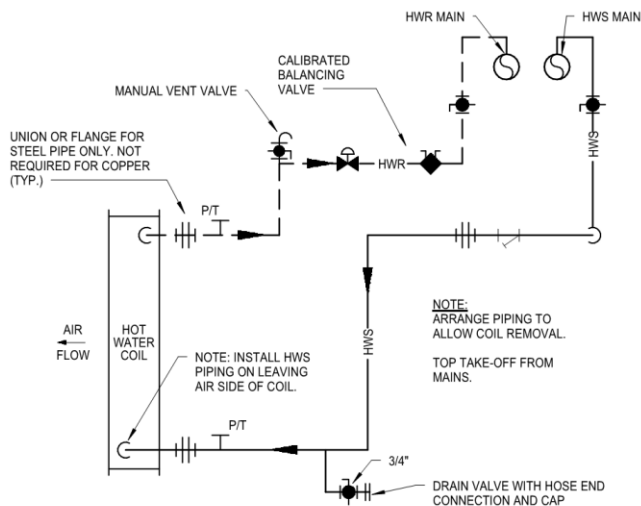 HWR MAIN
HWS MAIN
CALIBRATED
BALANCING
VALVE
MANUAL VENT VALVE
UNION OR FLANGE FOR
STEEL PIPE ONLY. NOT
REQUIRED FOR COPPER
(TYP.)
HWR
HWS
P/T
AIR
FLOW
HOT
WATER
COIL
NOTE: INSTALL HWS
PIPING ON LEAVING
AIR SIDE OF COIL.
HWS
NOTE:
ARRANGE PIPING TO
ALLOW COIL REMOVAL.
TOP TAKE-OFF FROM
MAINS.
P/T
3/4"
DRAIN VALVE WITH HOSE END
CONNECTION AND CAP